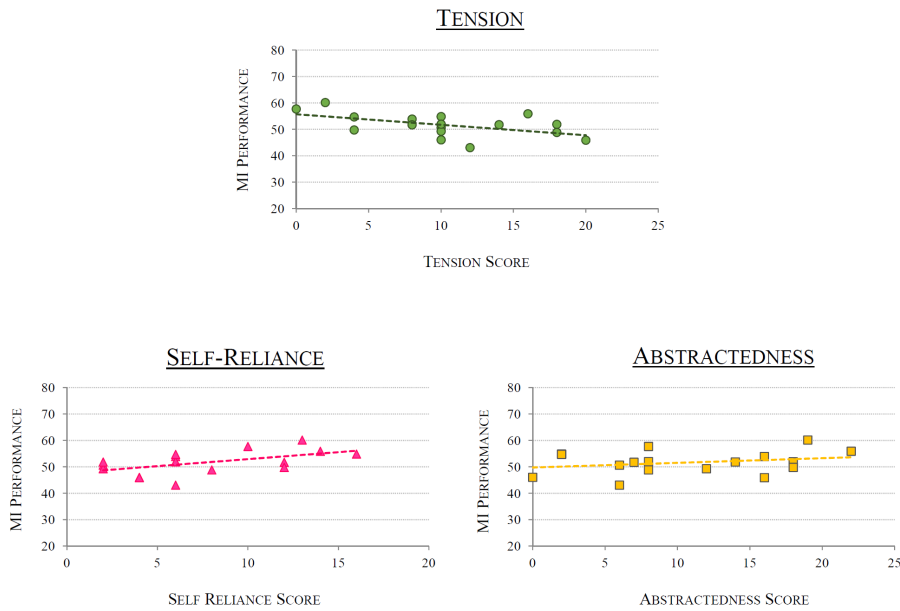 TENSION
MI PERFORMANCE
80
70
60
50
40
30
20
0 5 10 15 20 25
TENSION SCORE
SELF-RELIANCE
MI PERFORMANCE
80
70
60
50
40
30
20
0 5 10 15 20
SELF RELIANCE SCORE
ABSTRACTEDNESS
MI PERFORMANCE
80
70
60
50
40
30
20
0 5 10 15 20 25
ABSTRACTEDNESS SCORE